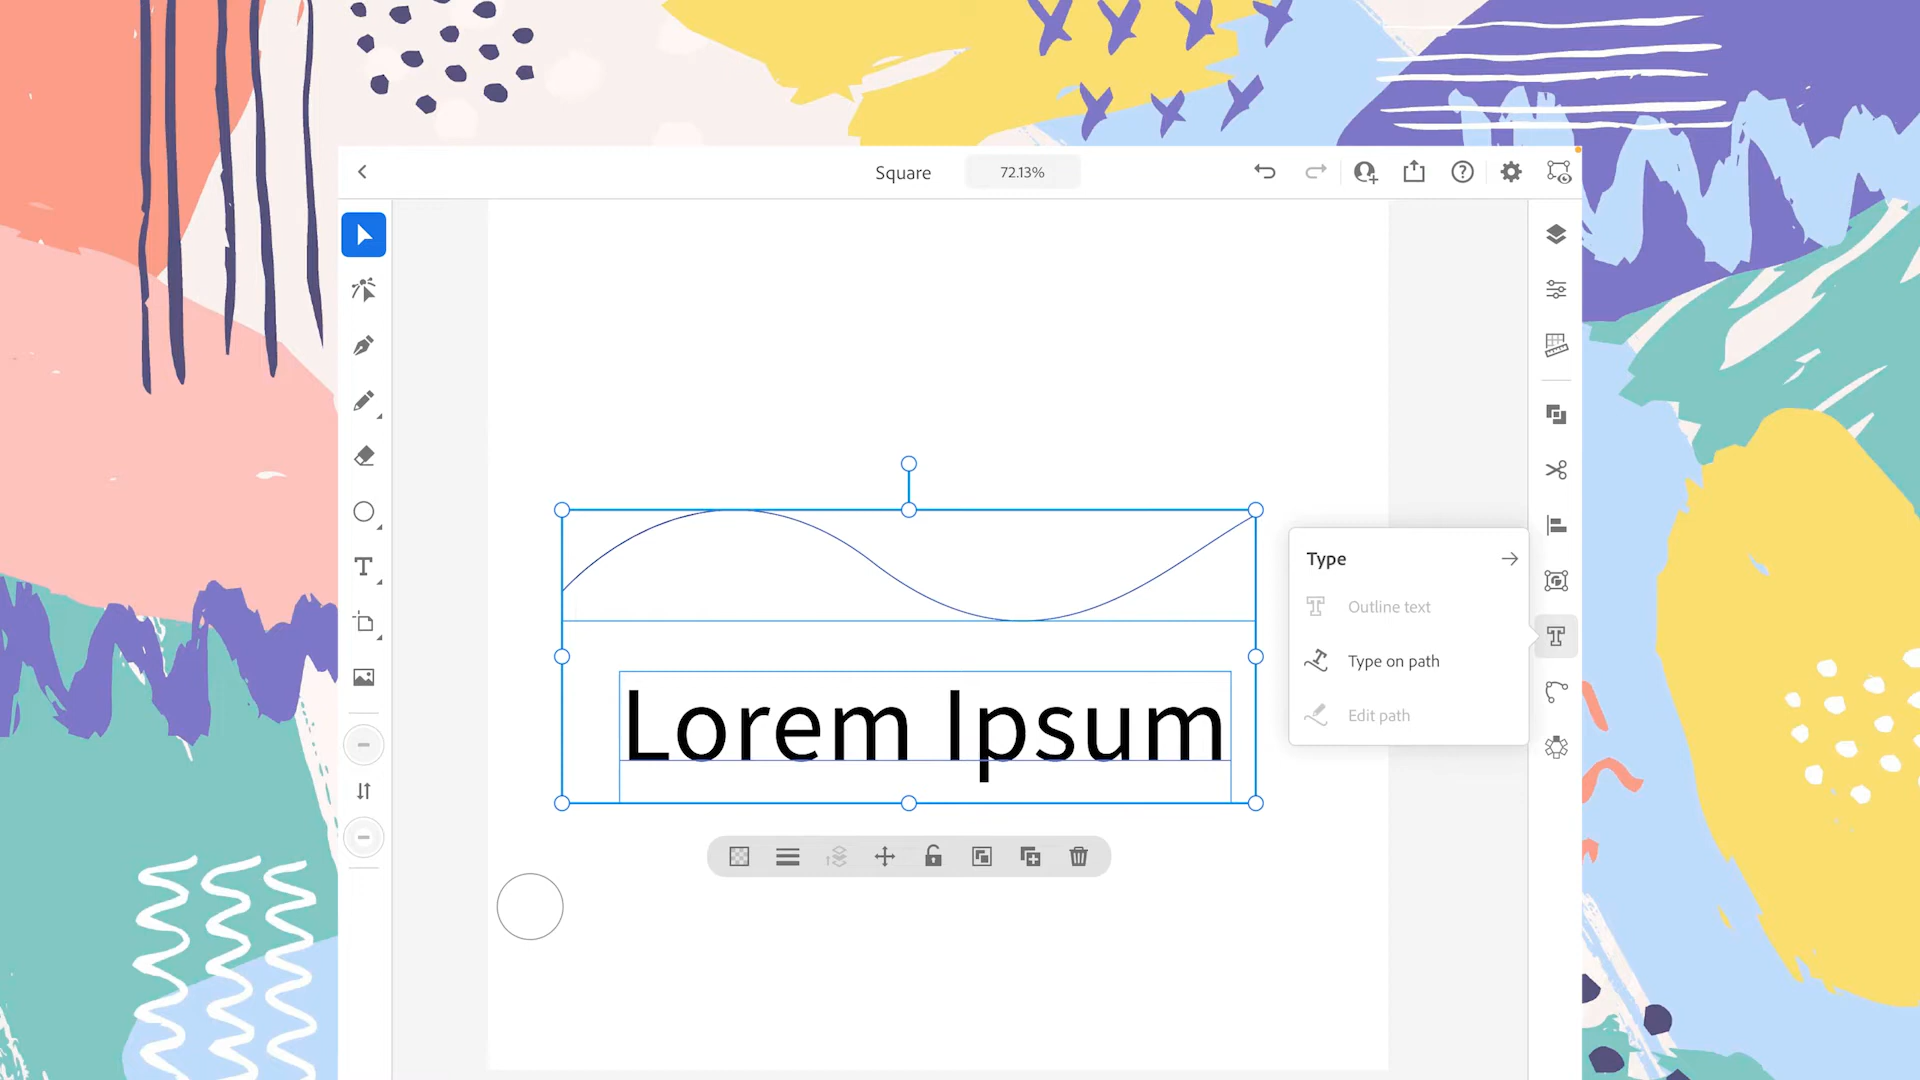 Square
72.13%
Type
Outline text
Type on path
Edit path
Lorem Ipsum